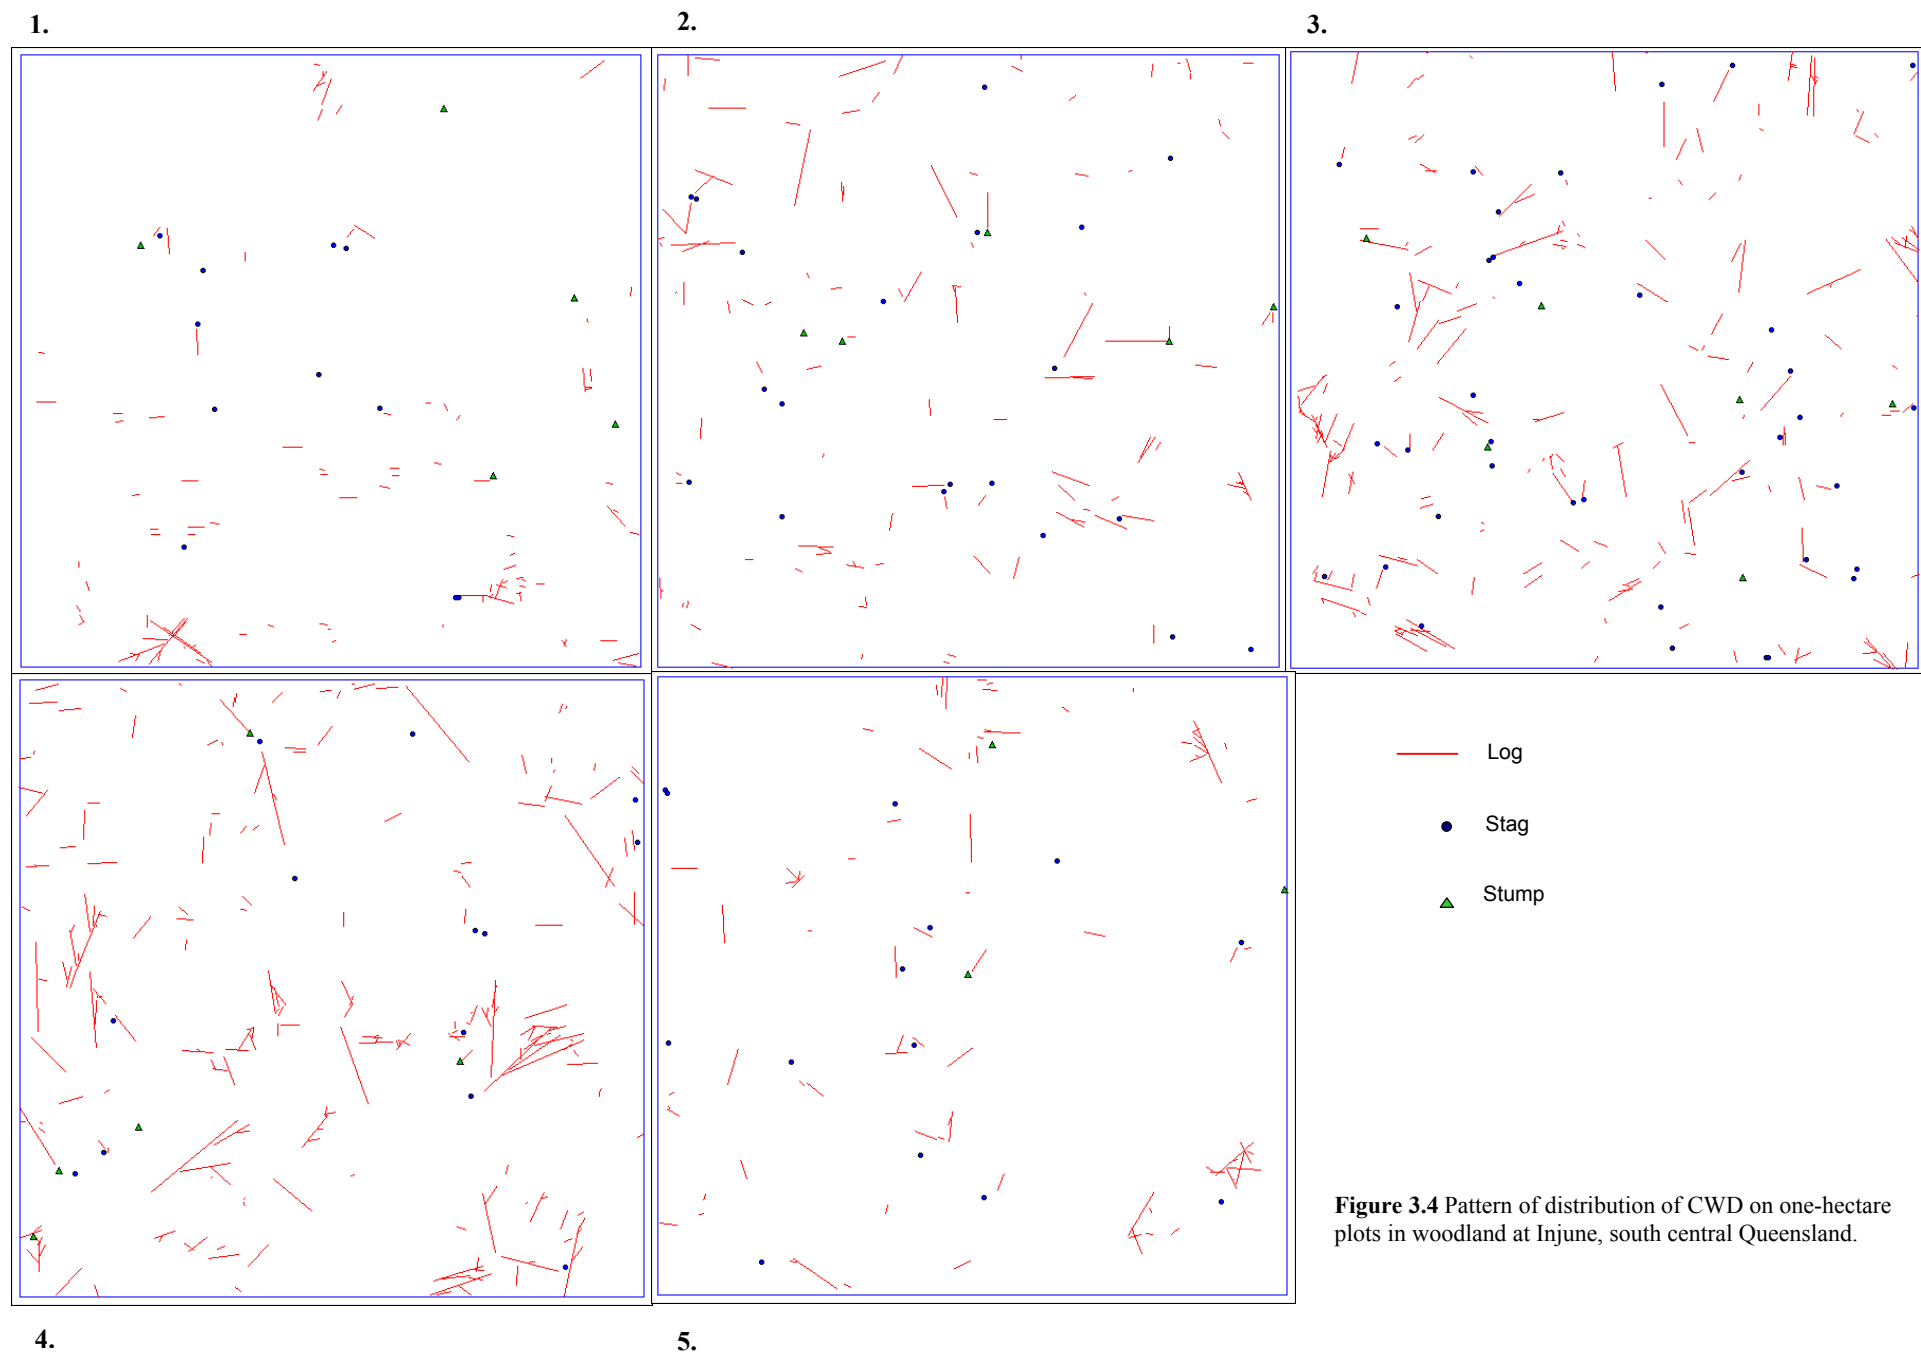 1.
2.
3.
Log
Stag
Stump
Figure 3.4 Pattern of distribution of CWD on one-hectare
plots in woodland at Injune, south central Queensland.
4.
5.